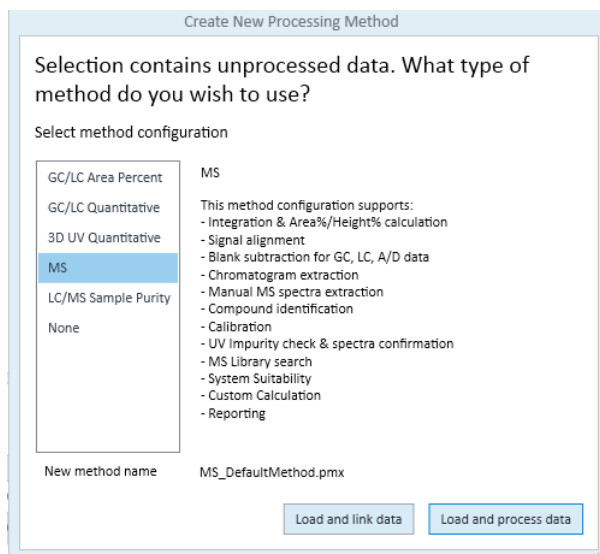 Create New Processing Method
Selection contains unprocessed data. What type of
method do you wish to use?
Select method configuration
GC/LC Area Percent
GC/LC Quantitative
3D UV Quantitative
MS
LC/MS Sample Purity
None
MS
This method configuration supports:
- Integration & Area%/Height% calculation
- Signal alignment
- Blank subtraction for GC, LC, A/D data
- Chromatogram extraction
- Manual MS spectra extraction
- Compound identification
- Calibration
- UV Impurity check & spectra confirmation
- MS Library search
- System Suitability
- Custom Calculation
- Reporting
New method name
MS_DefaultMethod.pmx
Load and link data
Load and process data